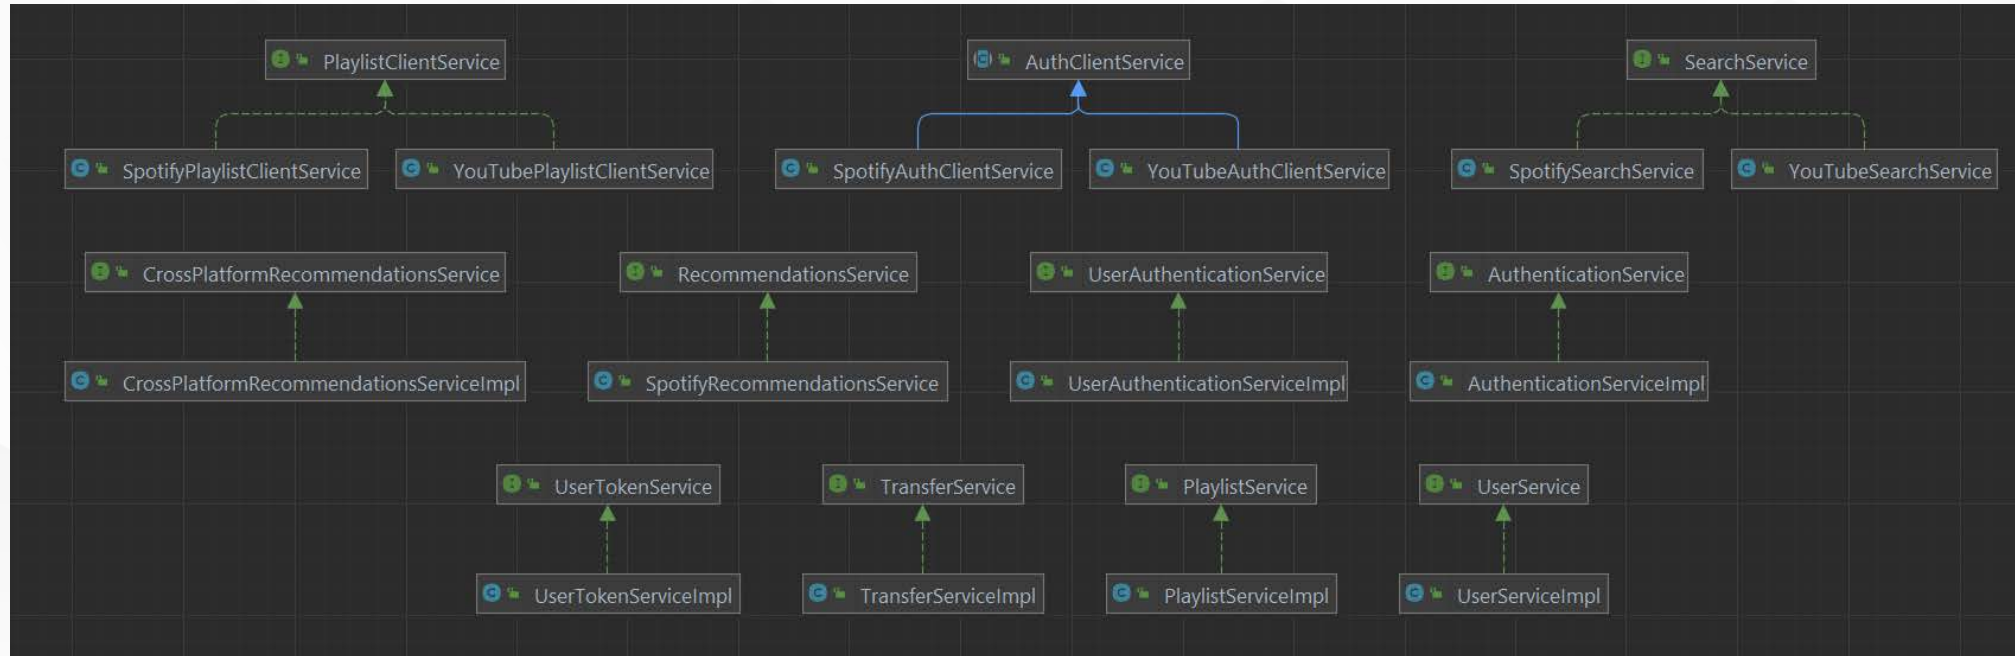 PlaylistClientService
AuthClientService
SearchService
SpotifyPlaylistClientService
YouTubePlaylistClientService
SpotifyAuthClientService
YouTubeAuthClientService
SpotifySearchService
YouTubeSearchService
CrossPlatformRecommendationsService
RecommendationsService
UserAuthenticationService
AuthenticationService
CrossPlatformRecommendationsServiceImpl
SpotifyRecommendationsService
UserAuthenticationServiceImpl
AuthenticationServiceImpl
UserTokenService
TransferService
PlaylistService
UserService
UserTokenServiceImpl
TransferServiceImpl
PlaylistServiceImpl
UserServiceImpl